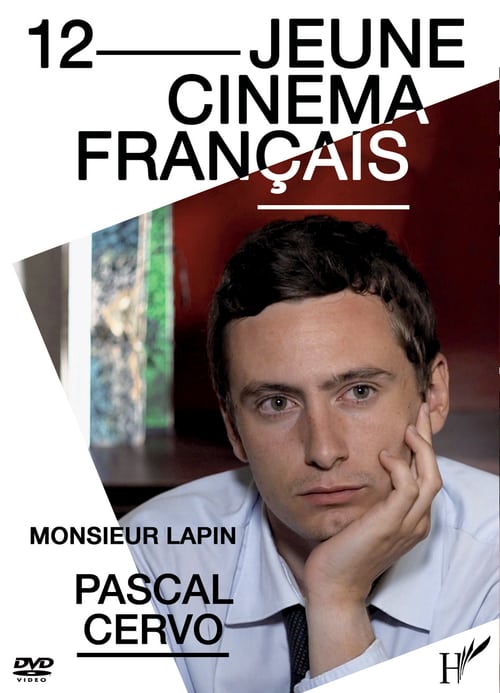 12 JEUNE
CINEMA
FRANÇAIS
MONSIEUR LAPIN
PASCAL
CERVO
DVD
VIDEO
H